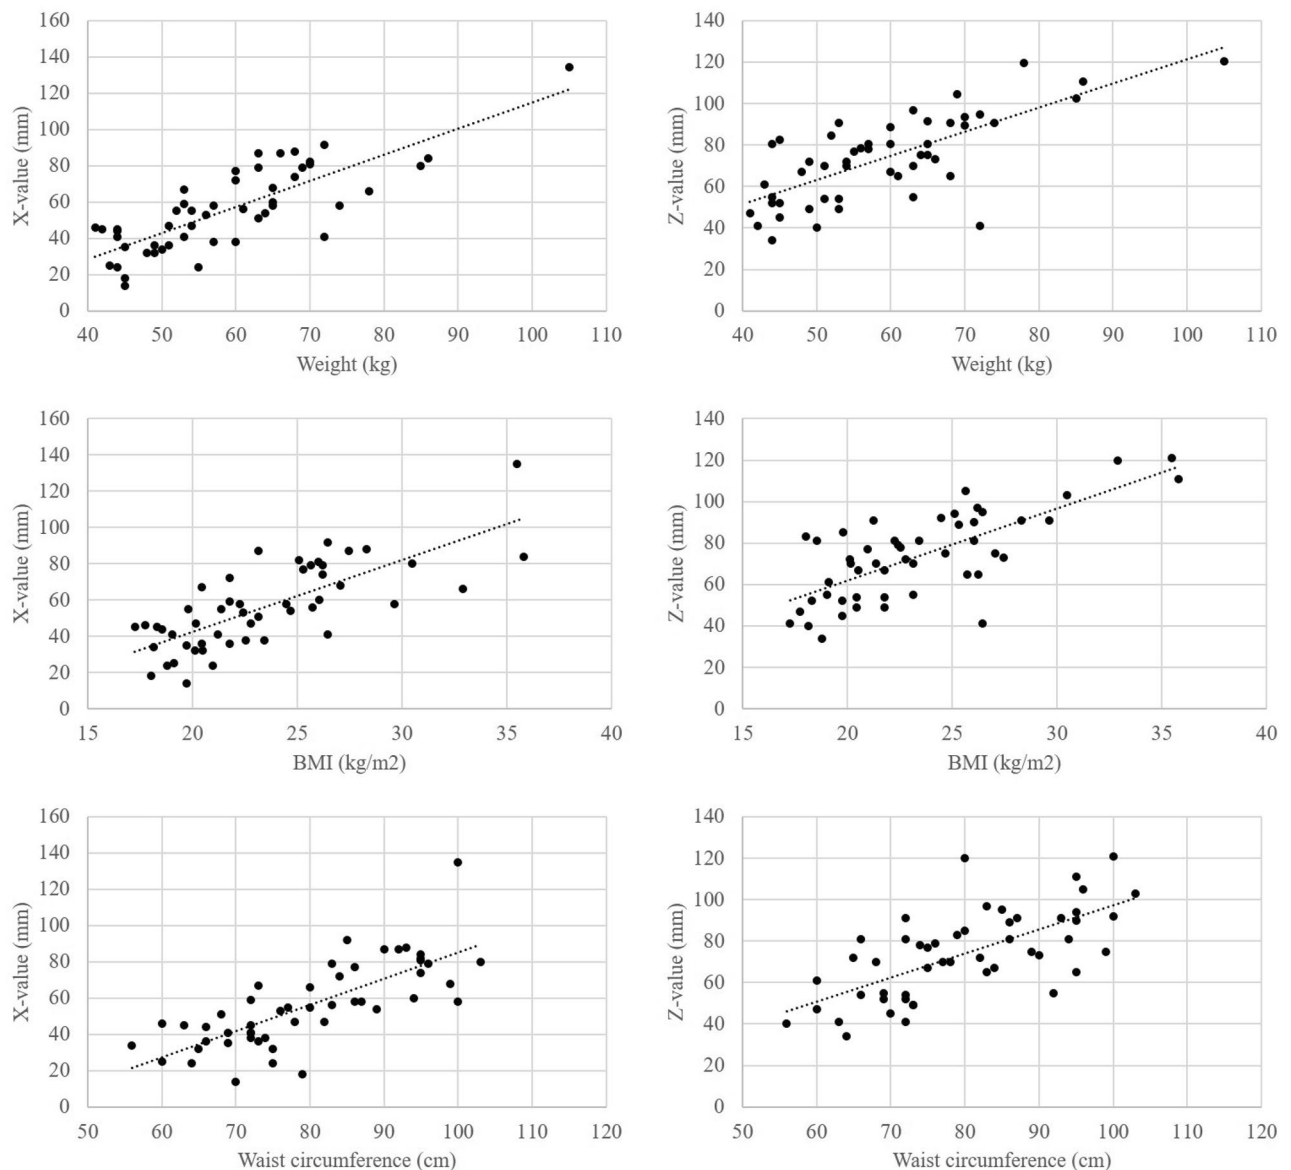 160
140
120
100
80
60
40
20
0
X-value (mm)
40 50 60 70 80 90 100 110
Weight (kg)
140
120
100
80
60
40
20
0
Z-value (mm)
40 50 60 70 80 90 100 110
Weight (kg)
160
140
120
100
80
60
40
20
0
X-value (mm)
15 20 25 30 35 40
BMI (kg/m2)
140
120
100
80
60
40
20
0
Z-value (mm)
15 20 25 30 35 40
BMI (kg/m2)
160
140
120
100
80
60
40
20
0
X-value (mm)
50 60 70 80 90 100 110 120
Waist circumference (cm)
140
120
100
80
60
40
20
0
Z-value (mm)
50 60 70 80 90 100 110 120
Waist circumference (cm)